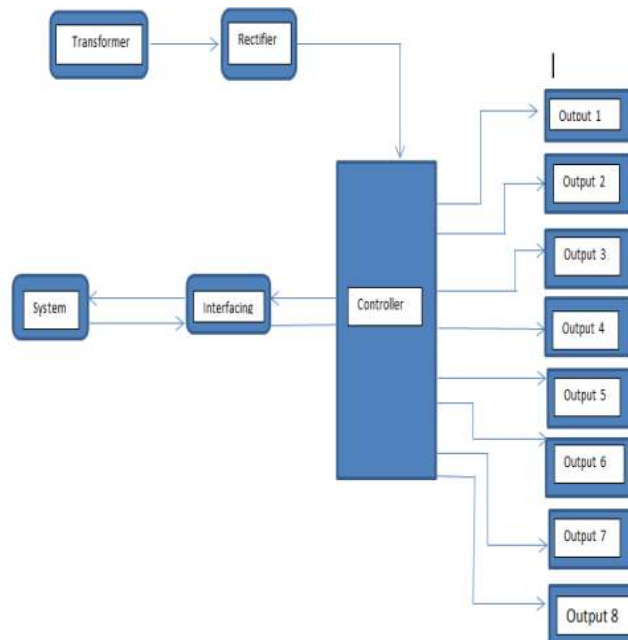 Transformer
Rectifier
Output 1
Output 2
Output 3
System
Interfacing
Controller
Output 4
Output 5
Output 6
Output 7
Output 8